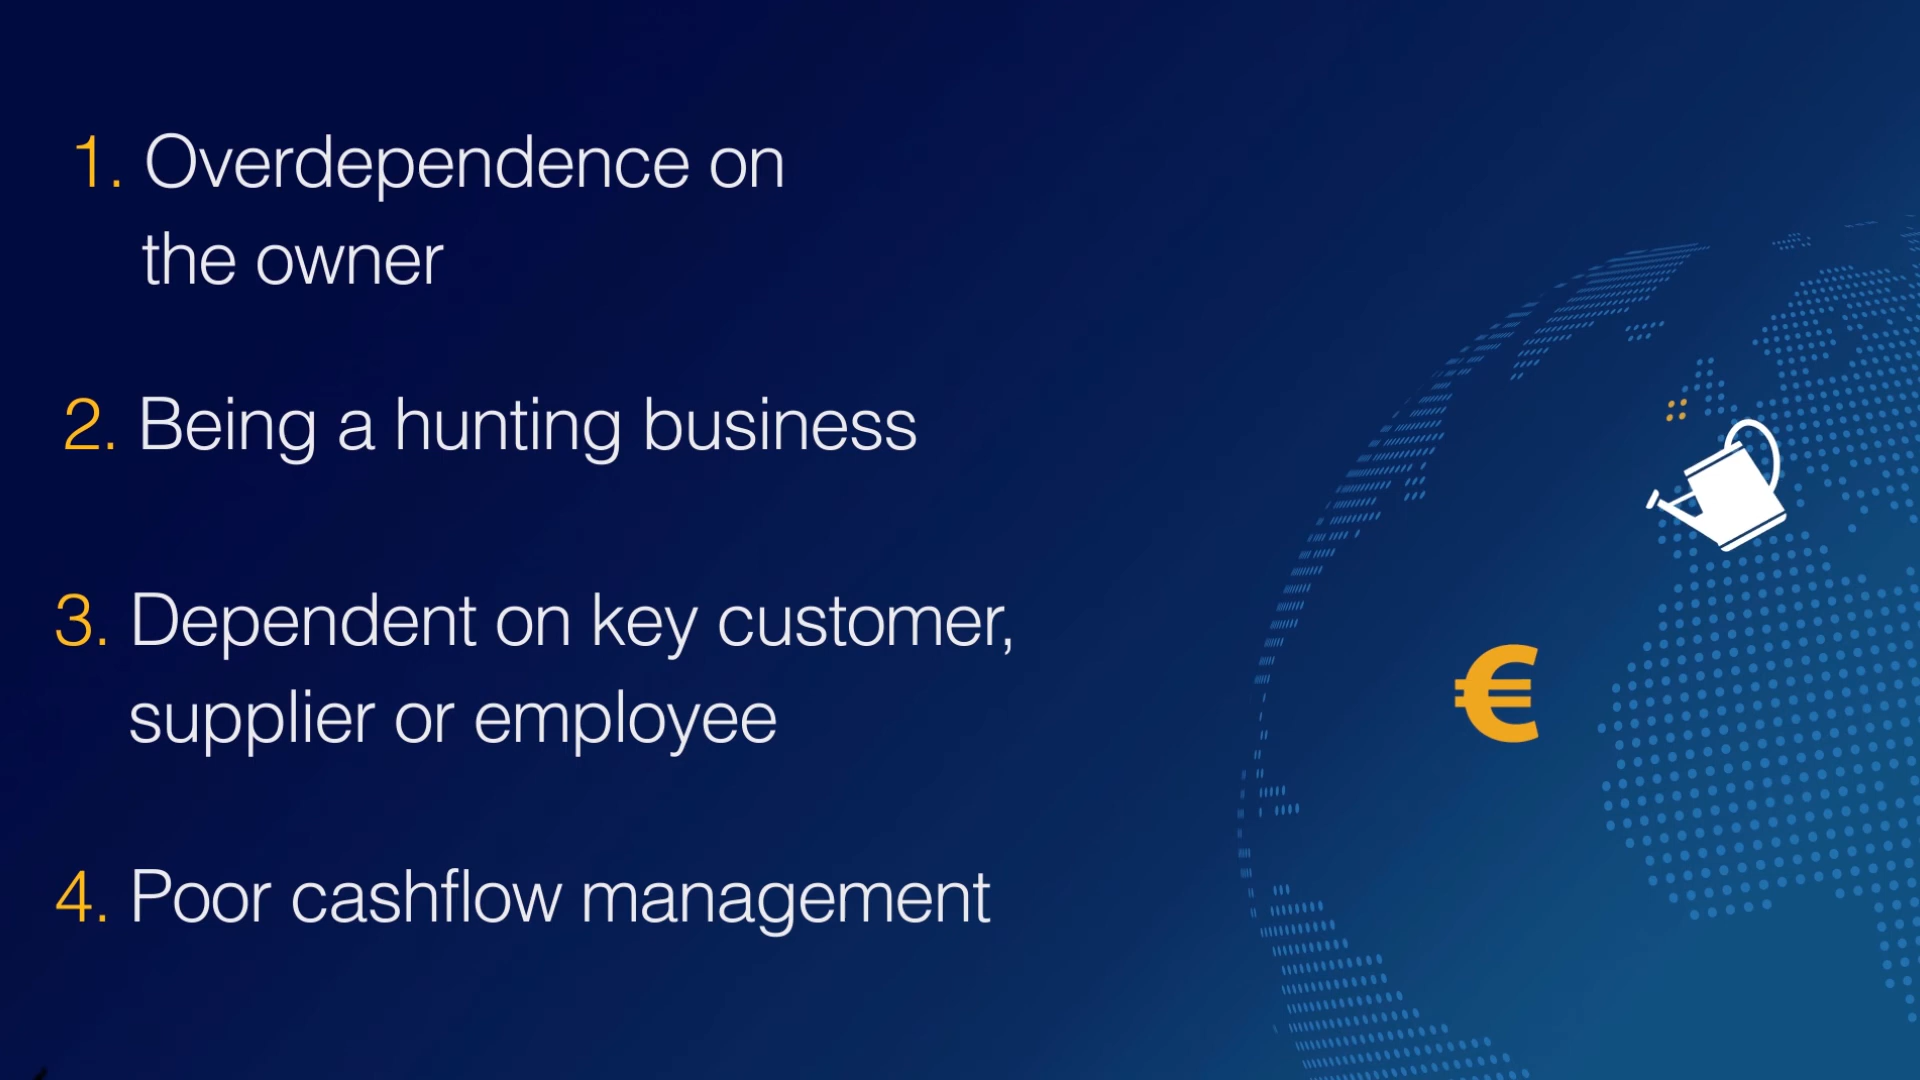 1. Overdependence on
the owner
2. Being a hunting business
3. Dependent on key customer,
supplier or employee
4. Poor cashflow management
€